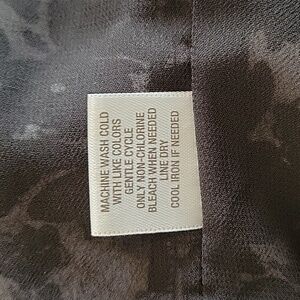 MACHINE WASH COLD
WITH LIKE COLORS
GENTLE CYCLE
ONLY NON-CHLORINE
BLEACH WHEN NEEDED
LINE DRY
COOL IRON IF NEEDED